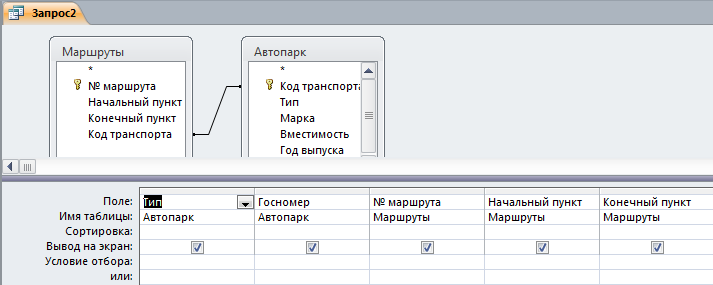 Запрос2
Маршруты
*
№ маршрута
Начальный пункт
Конечный пункт
Код транспорта
Автопарк
*
Код транспорта
Тип
Марка
Вместимость
Год выпуска
Поле: Тип Госномер № маршрута Начальный пункт Конечный пункт
Имя таблицы: Автопарк Автопарк Маршруты Маршруты Маршруты
Сортировка:
Вывод на экран:
Условие отбора:
или: